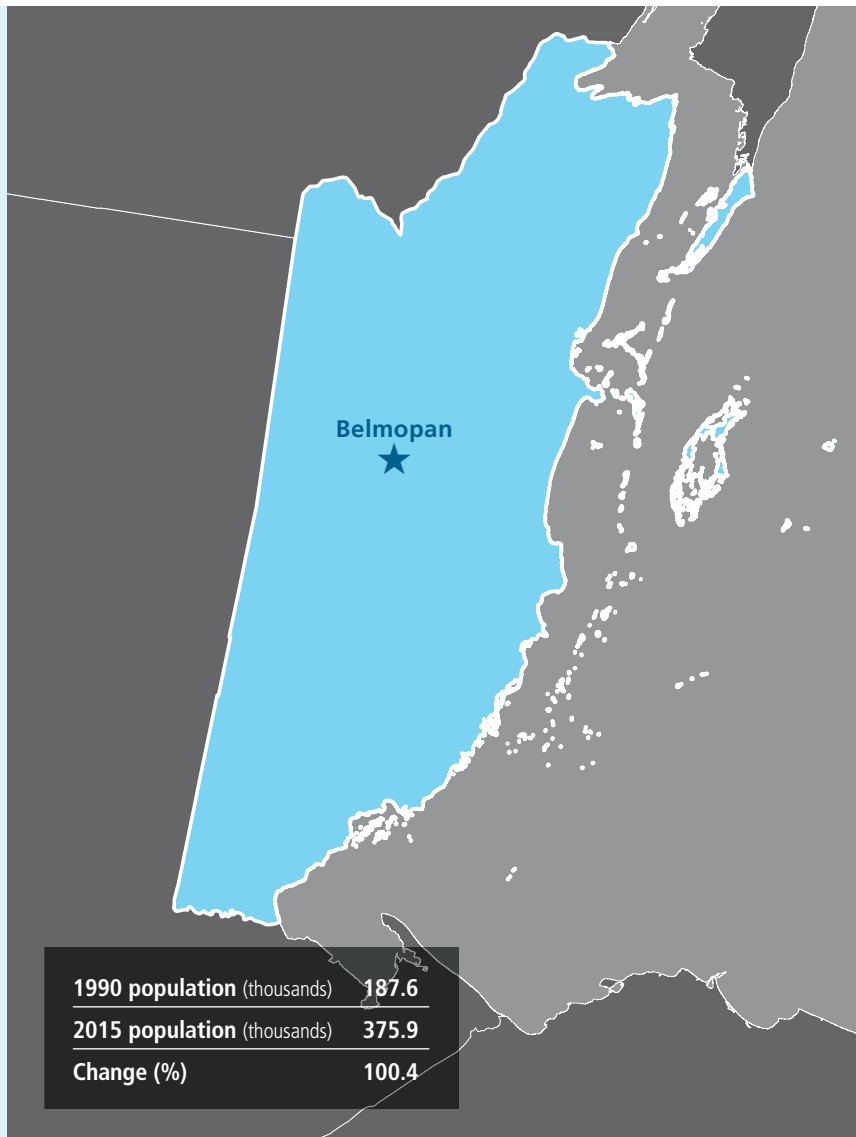 Belmopan
1990 population (thousands) 187.6
2015 population (thousands) 375.9
Change (%) 100.4